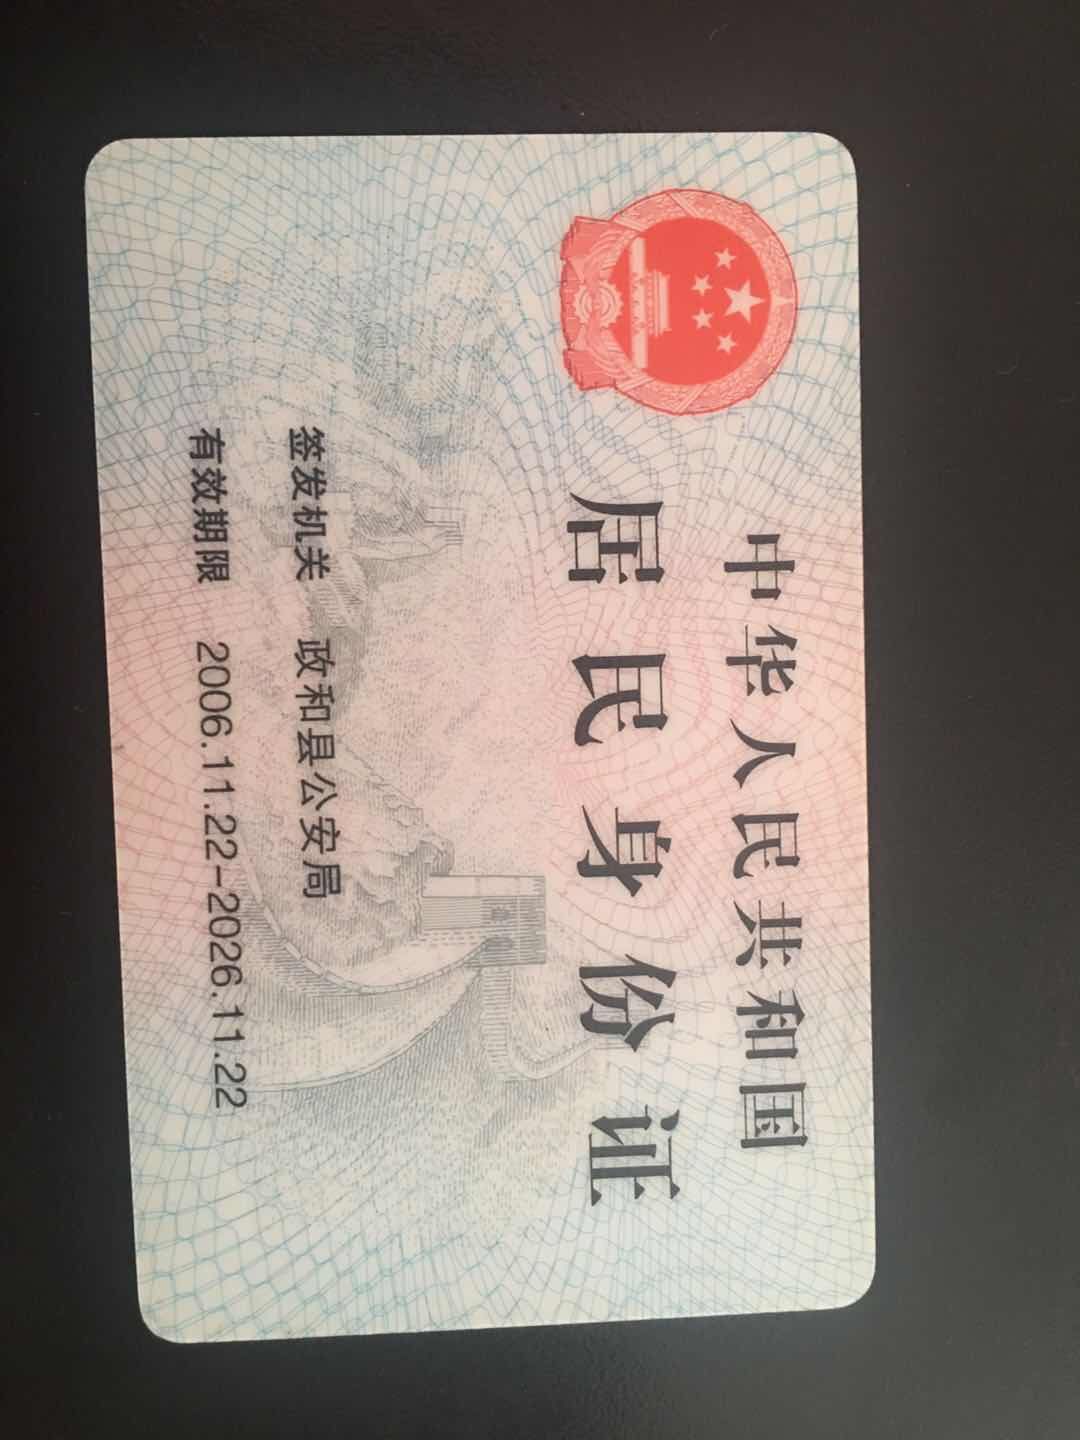 中华人民共和国
居民身份证
签发机关 政和县公安局
有效期限 2006.11.22-2026.11.22